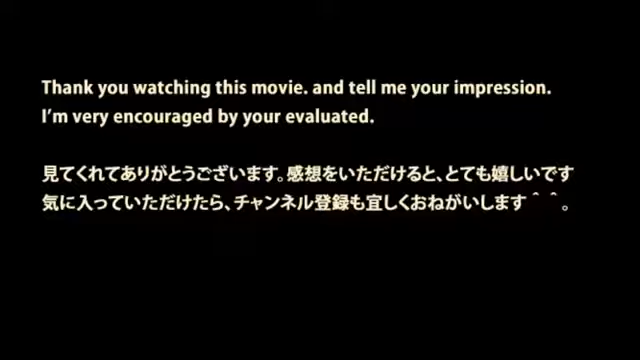 Thank you watching this movie. and tell me your impression.
I'm very encouraged by your evaluated.
見てくれてありがとうございます。感想をいただけると、とても嬉しいです
気に入っていただけたら、チャンネル登録も宜しくおねがいします＾＾。